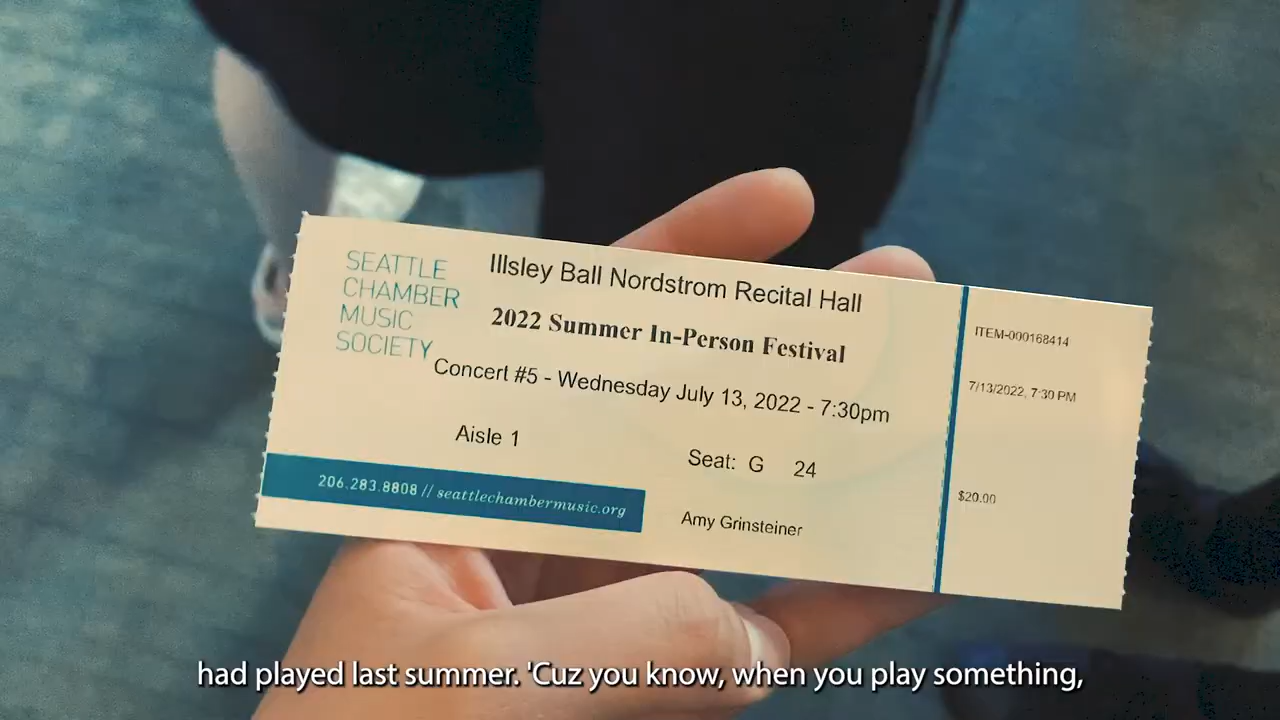 SEATTLE
CHAMBER
MUSIC
SOCIETY
Illsley Ball Nordstrom Recital Hall
2022 Summer In-Person Festival
Concert #5 - Wednesday July 13, 2022 - 7:30pm
Aisle 1
Seat: G 24
206.283.8808 // seattlechambermusic.org
Amy Grinsteiner
ITEM-000168414
7/13/2022, 7:30 PM
$20.00
had played last summer. 'Cuz you know, when you play something,